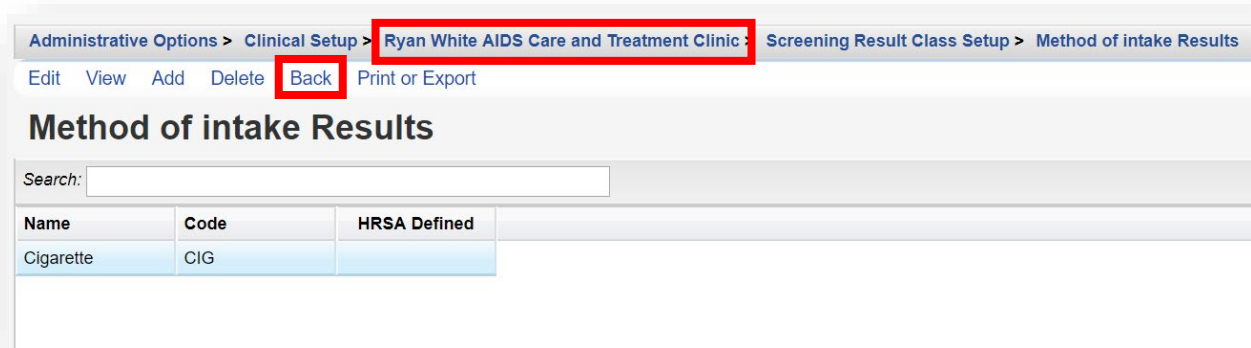 Administrative Options > Clinical Setup > Ryan White AIDS Care and Treatment Clinic > Screening Result Class Setup > Method of intake Results
Edit View Add Delete Back Print or Export
Method of intake Results
Search:
Name Code HRSA Defined
Cigarette CIG